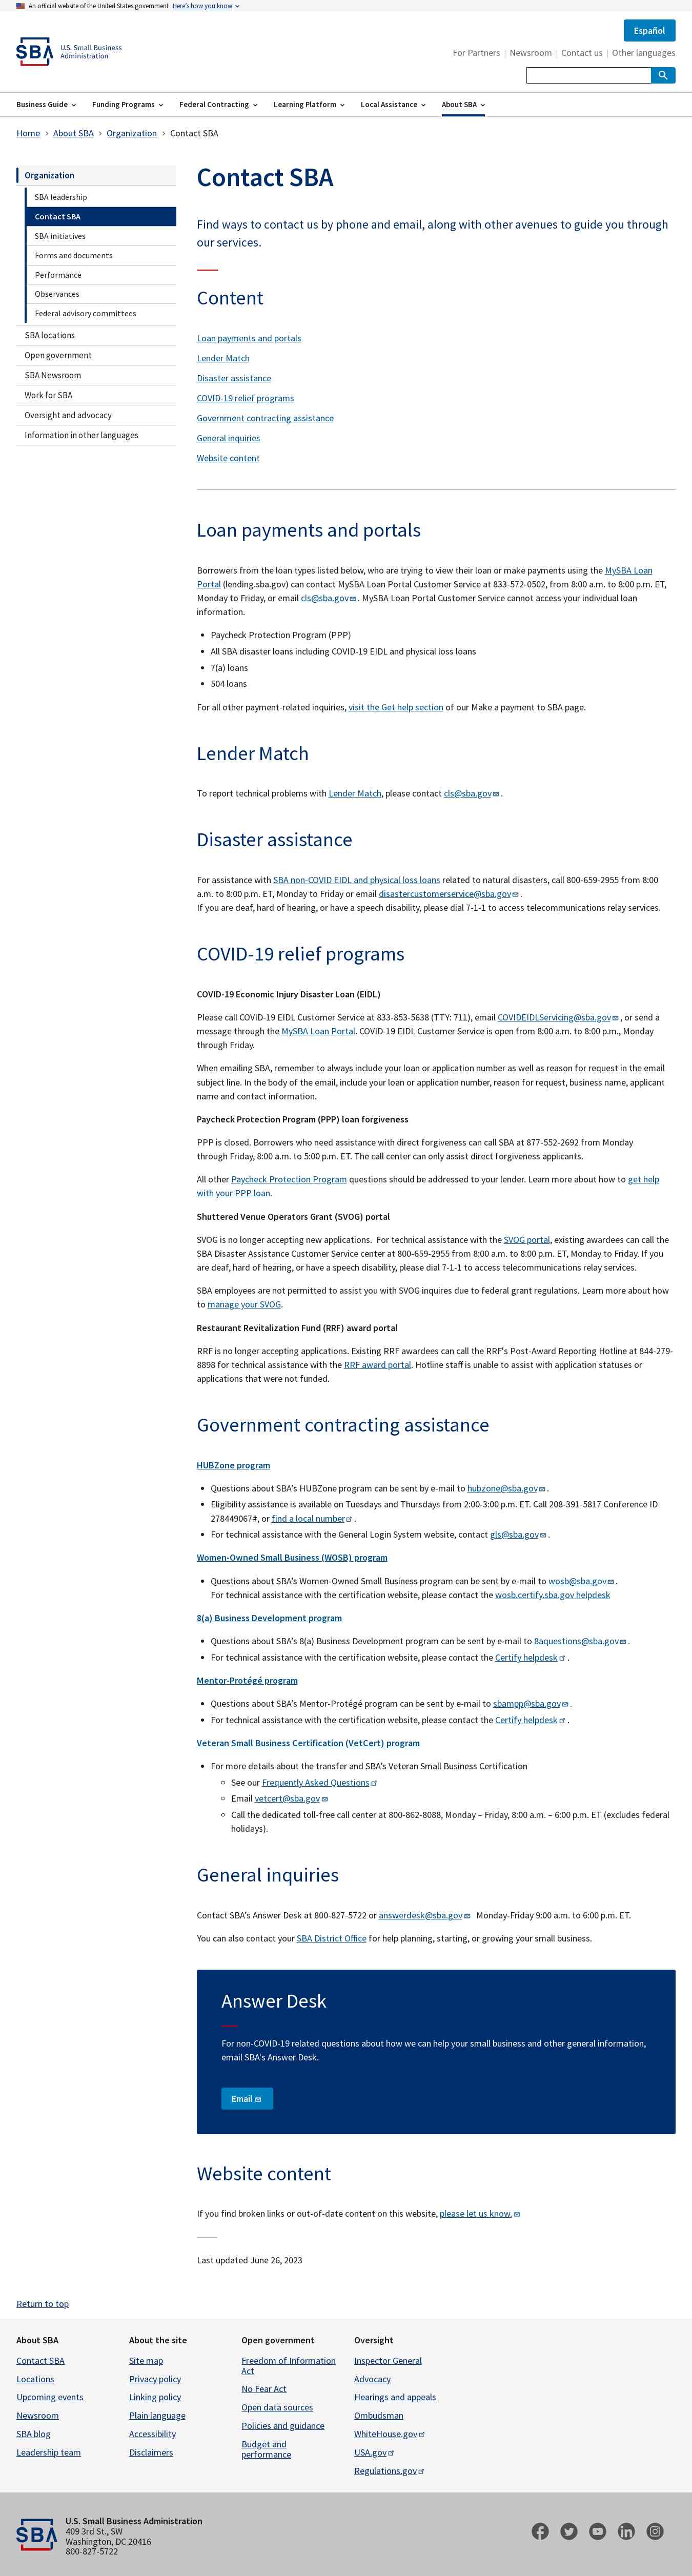 An official website of the United States government Here's how you know
Español
SBA U.S. Small Business
Administration
For Partners | Newsroom | Contact us | Other languages
Business Guide
Funding Programs
Federal Contracting
Learning Platform
Local Assistance
About SBA
Home > About SBA > Organization > Contact SBA
Organization
SBA leadership
Contact SBA
SBA initiatives
Forms and documents
Performance
Observances
Federal advisory committees
SBA locations
Open government
SBA Newsroom
Work for SBA
Oversight and advocacy
Information in other languages
Contact SBA
Find ways to contact us by phone and email, along with other avenues to guide you through
our services.
Content
Loan payments and portals
Lender Match
Disaster assistance
COVID-19 relief programs
Government contracting assistance
General inquiries
Website content
Loan payments and portals
Borrowers from the loan types listed below, who are trying to view their loan or make payments using the MySBA Loan
Portal (lending.sba.gov) can contact MySBA Loan Portal Customer Service at 833-572-0502, from 8:00 a.m. to 8:00 p.m. ET,
Monday to Friday, or email cls@sba.gov . MySBA Loan Portal Customer Service cannot access your individual loan
information.
• Paycheck Protection Program (PPP)
• All SBA disaster loans including COVID-19 EIDL and physical loss loans
• 7(a) loans
• 504 loans
For all other payment-related inquiries, visit the Get help section of our Make a payment to SBA page.
Lender Match
To report technical problems with Lender Match, please contact cls@sba.gov .
Disaster assistance
For assistance with SBA non-COVID EIDL and physical loss loans related to natural disasters, call 800-659-2955 from 8:00
a.m. to 8:00 p.m. ET, Monday to Friday or email disastercustomerservice@sba.gov .
If you are deaf, hard of hearing, or have a speech disability, please dial 7-1-1 to access telecommunications relay services.
COVID-19 relief programs
COVID-19 Economic Injury Disaster Loan (EIDL)
Please call COVID-19 EIDL Customer Service at 833-853-5638 (TTY: 711), email COVIDEIDLServicing@sba.gov , or send a
message through the MySBA Loan Portal. COVID-19 EIDL Customer Service is open from 8:00 a.m. to 8:00 p.m., Monday
through Friday.
When emailing SBA, remember to always include your loan or application number as well as reason for request in the email
subject line. In the body of the email, include your loan or application number, reason for request, business name, applicant
name and contact information.
Paycheck Protection Program (PPP) loan forgiveness
PPP is closed. Borrowers who need assistance with direct forgiveness can call SBA at 877-552-2692 from Monday
through Friday, 8:00 a.m. to 5:00 p.m. ET. The call center can only assist direct forgiveness applicants.
All other Paycheck Protection Program questions should be addressed to your lender. Learn more about how to get help
with your PPP loan.
Shuttered Venue Operators Grant (SVOG) portal
SVOG is no longer accepting new applications. For technical assistance with the SVOG portal, existing awardees can call the
SBA Disaster Assistance Customer Service center at 800-659-2955 from 8:00 a.m. to 8:00 p.m. ET, Monday to Friday. If you
are deaf, hard of hearing, or have a speech disability, please dial 7-1-1 to access telecommunications relay services.
SBA employees are not permitted to assist you with SVOG inquires due to federal grant regulations. Learn more about how
to manage your SVOG.
Restaurant Revitalization Fund (RRF) award portal
RRF is no longer accepting applications. Existing RRF awardees can call the RRF's Post-Award Reporting Hotline at 844-279-
8898 for technical assistance with the RRF award portal. Hotline staff is unable to assist with application statuses or
applications that were not funded.
Government contracting assistance
HUBZone program
• Questions about SBA's HUBZone program can be sent by e-mail to hubzone@sba.gov .
• Eligibility assistance is available on Tuesdays and Thursdays from 2:00-3:00 p.m. ET. Call 208-391-5817 Conference ID
278449067#, or find a local number .
• For technical assistance with the General Login System website, contact gls@sba.gov .
Women-Owned Small Business (WOSB) program
• Questions about SBA's Women-Owned Small Business program can be sent by e-mail to wosb@sba.gov .
For technical assistance with the certification website, please contact the wosb.certify.sba.gov helpdesk
8(a) Business Development program
• Questions about SBA's 8(a) Business Development program can be sent by e-mail to 8aquestions@sba.gov .
• For technical assistance with the certification website, please contact the Certify helpdesk .
Mentor-Protégé program
• Questions about SBA's Mentor-Protégé program can be sent by e-mail to sbampp@sba.gov .
• For technical assistance with the certification website, please contact the Certify helpdesk .
Veteran Small Business Certification (VetCert) program
• For more details about the transfer and SBA's Veteran Small Business Certification
◦ See our Frequently Asked Questions
◦ Email vetcert@sba.gov
◦ Call the dedicated toll-free call center at 800-862-8088, Monday – Friday, 8:00 a.m. – 6:00 p.m. ET (excludes federal
holidays).
General inquiries
Contact SBA's Answer Desk at 800-827-5722 or answerdesk@sba.gov Monday-Friday 9:00 a.m. to 6:00 p.m. ET.
You can also contact your SBA District Office for help planning, starting, or growing your small business.
Answer Desk
For non-COVID-19 related questions about how we can help your small business and other general information,
email SBA's Answer Desk.
Email
Website content
If you find broken links or out-of-date content on this website, please let us know.
Last updated June 26, 2023
Return to top
About SBA
Contact SBA
Locations
Upcoming events
Newsroom
SBA blog
Leadership team
About the site
Site map
Privacy policy
Linking policy
Plain language
Accessibility
Disclaimers
Open government
Freedom of Information
Act
No Fear Act
Open data sources
Policies and guidance
Budget and
performance
Oversight
Inspector General
Advocacy
Hearings and appeals
Ombudsman
WhiteHouse.gov
USA.gov
Regulations.gov
SBA
U.S. Small Business Administration
409 3rd St., SW
Washington, DC 20416
800-827-5722